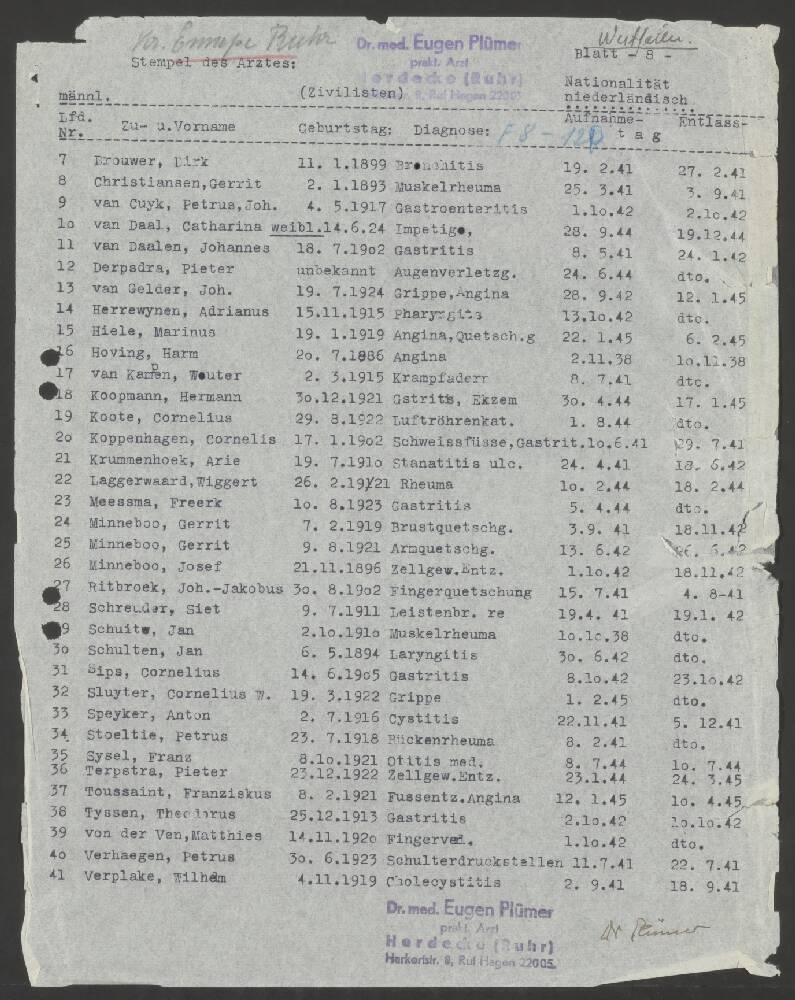 Kr. Ennepe Ruhr
Westfalen.
Stempel des Arztes:
Dr. med. Eugen Plümer
prakt. Arzt
Herdecke (Ruhr)
8, Ruf Hagen 22005
Blatt - 8 -
Nationalität
niederländisch
männl. (Zivilisten)
Lfd. Nr. Zu- u.Vorname Geburtstag: Diagnose: F 8 - 120 Aufnahme- tag Entlass-
7 Brouwer, Dirk 11. 1.1899 Bronchitis 19. 2.41 27. 2.41
8 Christiansen,Gerrit 2. 1.1893 Muskelrheuma 25. 3.41 3. 9.41
9 van Cuyk, Petrus,Joh. 4. 5.1917 Gastroenteritis 1.1o.42 2.1o.42
1o van Daal, Catharina weibl.14.6.24 Impetigo, 28. 9.44 19.12.44
11 van Daalen, Johannes 18. 7.19o2 Gastritis 8. 5.41 24. 1.42
12 Derpsdra, Pieter unbekannt Augenverletzg. 24. 6.44 dto.
13 van Gelder, Joh. 19. 7.1924 Grippe,Angina 28. 9.42 12. 1.45
14 Herrewynen, Adrianus 15.11.1915 Pharyngitis 13.1o.42 dto.
15 Hiele, Marinus 19. 1.1919 Angina,Quetsch.g 22. 1.45 6. 2.45
16 Hoving, Harm 2o. 7.1886 Angina 2.11.38 1o.11.38
17 van Kampen, Wouter 2. 3.1915 Krampfaderr 8. 7.41 dto.
18 Koopmann, Hermann 3o.12.1921 Gstritis, Ekzem 3o. 4.44 17. 1.45
19 Koote, Cornelius 29. 8.1922 Luftröhrenkat. 1. 8.44 dto.
2o Koppenhagen, Cornelis 17. 1.19o2 Schweissfüsse,Gastrit.1o.6.41 29. 7.41
21 Krummenhoek, Arie 19. 7.191o Stanatitis ulc. 24. 4.41 18. 6.42
22 Laggerwaard,Wiggert 26. 2.1921 Rheuma 1o. 2.44 18. 2.44
23 Meessma, Freerk 1o. 8.1923 Gastritis 5. 4.44 dto.
24 Minneboo, Gerrit 7. 2.1919 Brustquetschg. 3.9. 41 18.11.42
25 Minneboo, Gerrit 9. 8.1921 Armquetschg. 13. 6.42 26. 6.42
26 Minneboo, Josef 21.11.1896 Zellgew.Entz. 1.1o.42 18.11.42
27 Ritbroek, Joh.-Jakobus 3o. 8.19o2 Fingerquetschung 15. 7.41 4. 8-41
28 Schreuder, Siet 9. 7.1911 Leistenbr. re 19.4. 41 19.1. 42
29 Schuitw, Jan 2.1o.191o Muskelrheuma 1o.1o.38 dto.
3o Schulten, Jan 6. 5.1894 Laryngitis 3o. 6.42 dto.
31 Sips, Cornelius 14. 6.19o5 Gastritis 8.1o.42 23.1o.42
32 Sluyter, Cornelius W. 19. 3.1922 Grippe 1. 2.45 dto.
33 Speyker, Anton 2. 7.1916 Cystitis 22.11.41 5. 12.41
34 Stoeltie, Petrus 23. 7.1918 Rückenrheuma 8. 2.41 dto.
35 Sysel, Franz 8.1o.1921 Otitis med. 8. 7.44 1o. 7.44
36 Terpstra, Pieter 23.12.1922 Zellgew.Entz. 23.1.44 24. 3.45
37 Toussaint, Franziskus 8. 2.1921 Fussentz.Angina 12. 1.45 1o. 4.45
38 Tyssen, Theodorus 25.12.1913 Gastritis 2.1o.42 2o.1o.42
39 von der Ven,Matthies 14.11.192o Fingerved. 1.1o.42 dto.
4o Verhaegen, Petrus 3o. 6.1923 Schulterdruckstellen 11.7.41 22. 7.41
41 Verplake, Wilhelm 4.11.1919 Cholecystitis 2. 9.41 18. 9.41
Dr. med. Eugen Plümer
prakt. Arzt
Herdecke (Ruhr)
Herkoristr. 8, Ruf Hagen 22005
Dr Plümer